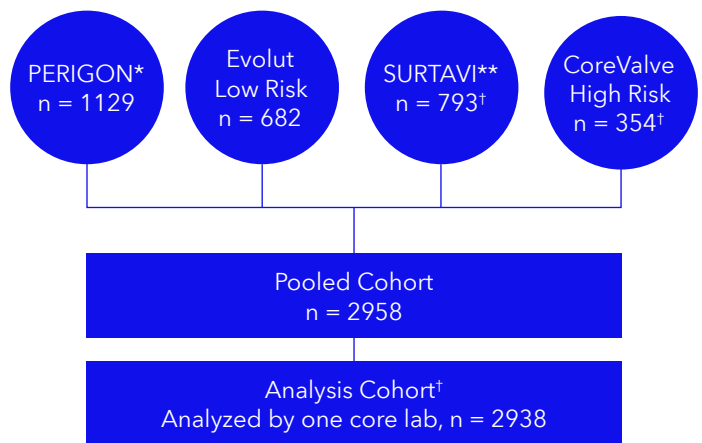 PERIGON*
n = 1129
Evolut
Low Risk
n = 682
SURTAVI**
n = 793†
CoreValve
High Risk
n = 354†
Pooled Cohort
n = 2958
Analysis Cohort†
Analyzed by one core lab, n = 2938